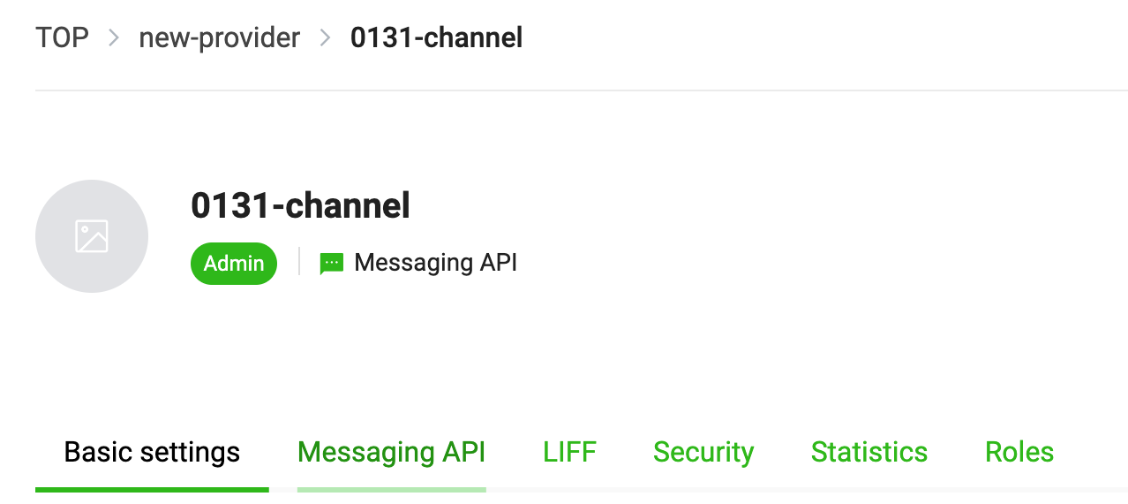 TOP > new-provider > 0131-channel
0131-channel
Admin Messaging API
Basic settings Messaging API LIFF Security Statistics Roles